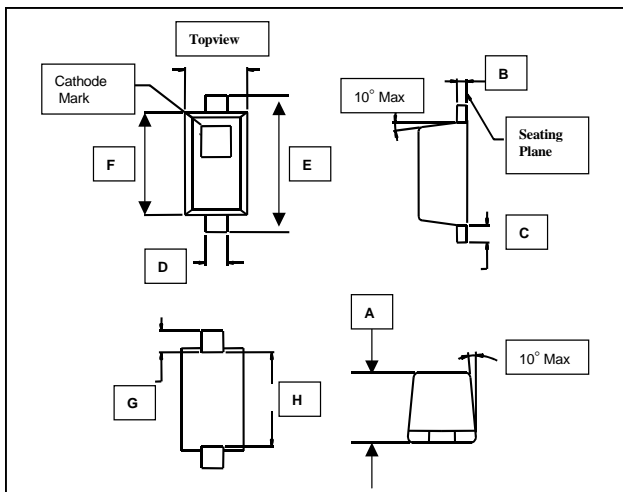 Topview
Cathode
Mark
B
10° Max
Seating
Plane
F
E
C
D
A
10° Max
G
H